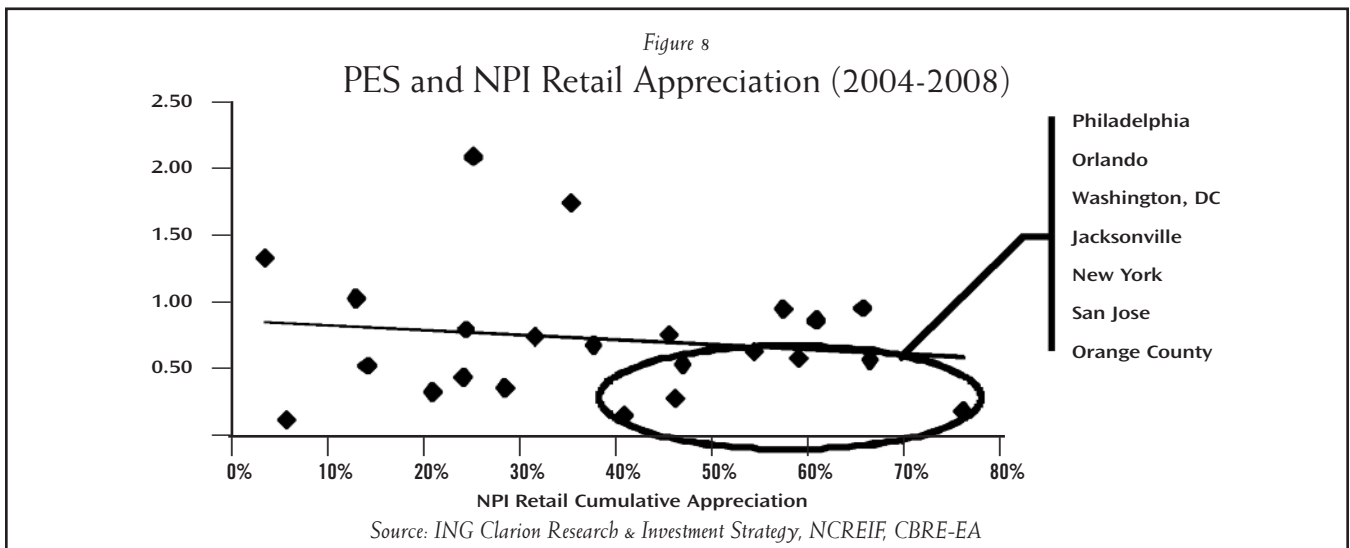 Figure 8
PES and NPI Retail Appreciation (2004-2008)
2.50
2.00
1.50
1.00
0.50
0%
10%
20%
30%
40%
50%
60%
70%
80%
NPI Retail Cumulative Appreciation
Philadelphia
Orlando
Washington, DC
Jacksonville
New York
San Jose
Orange County
Source: ING Clarion Research & Investment Strategy, NCREIF, CBRE-EA